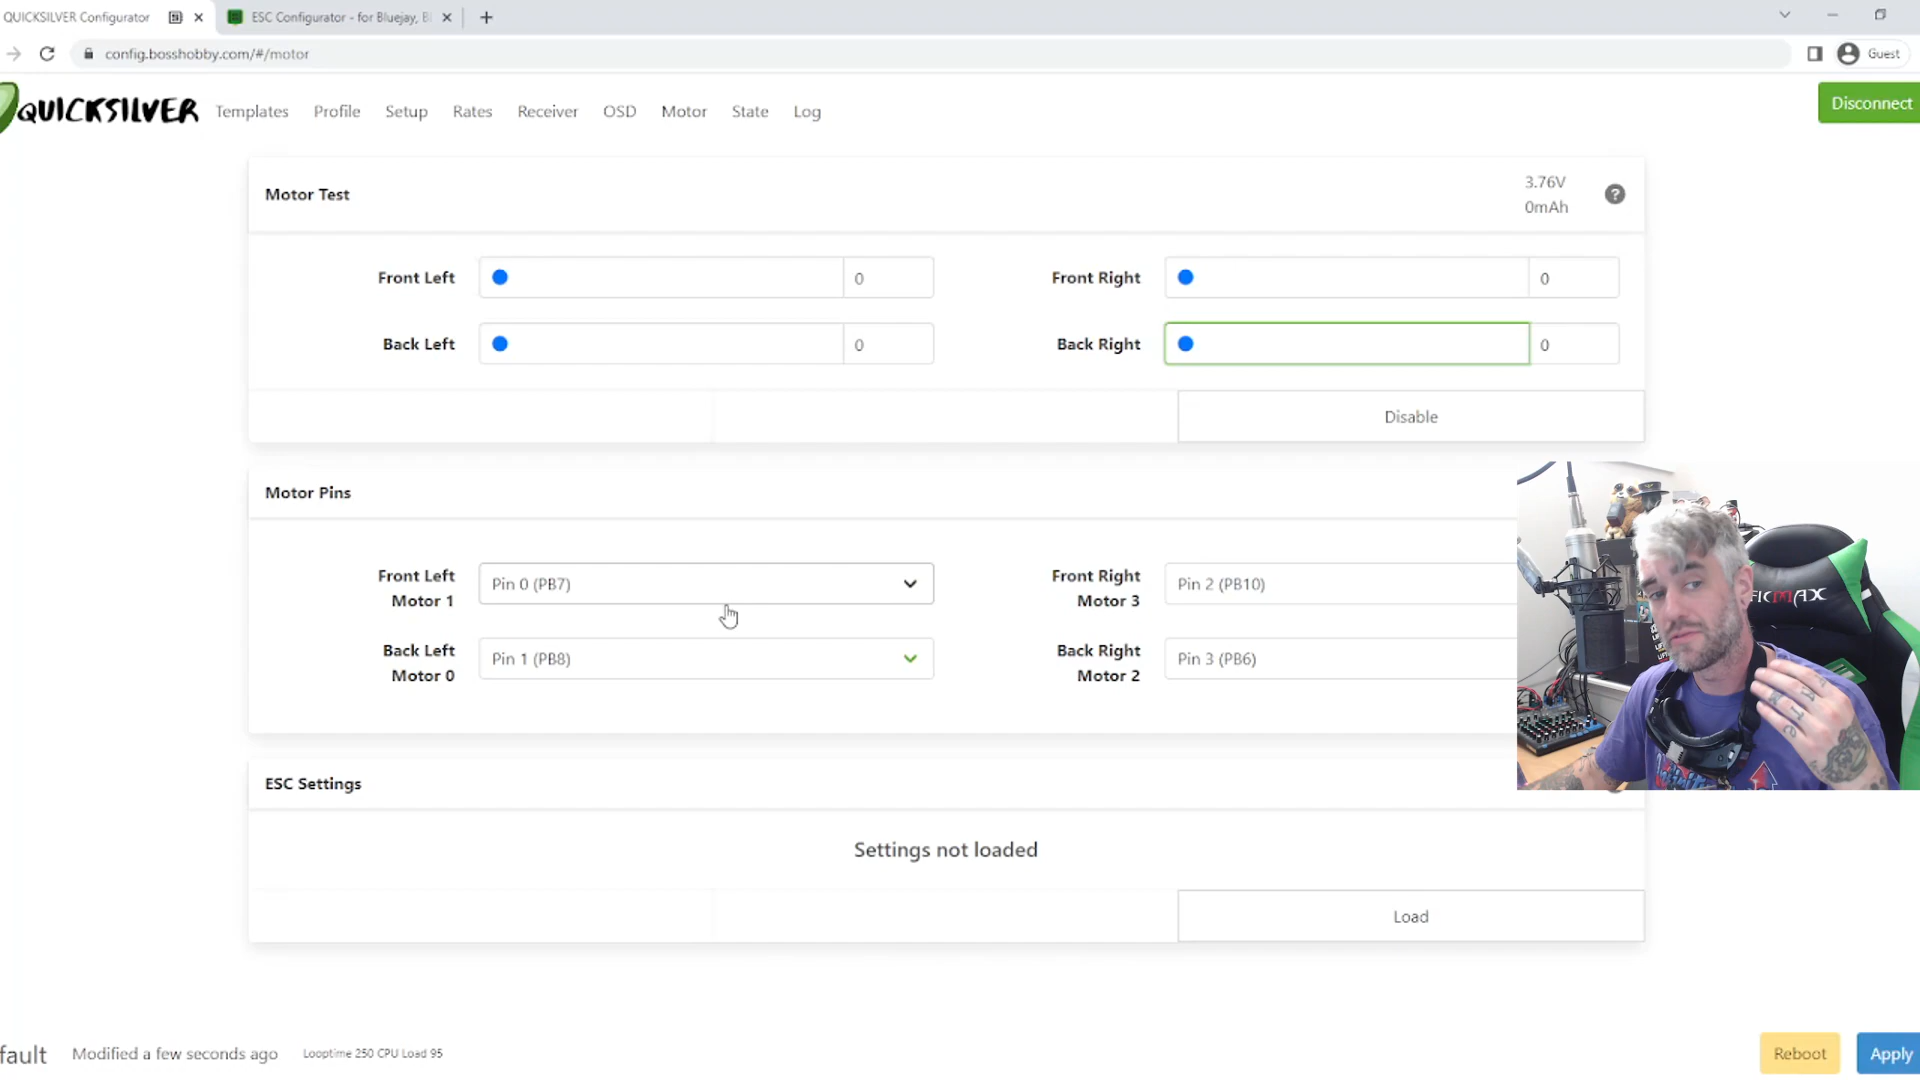 QUICKSILVER Configurator
ESC Configurator - for Bluejay, B
config.bosshobby.com/#/motor
Guest
QUICKSILVER
Templates Profile Setup Rates Receiver OSD Motor State Log
Disconnect
Motor Test
3.76V
0mAh
?
Front Left 0
Front Right 0
Back Left 0
Back Right 0
Disable
Motor Pins
Front Left
Motor 1
Pin 0 (PB7)
Front Right
Motor 3
Pin 2 (PB10)
Back Left
Motor 0
Pin 1 (PB8)
Back Right
Motor 2
Pin 3 (PB6)
ESC Settings
Settings not loaded
Load
fault Modified a few seconds ago Looptime 250 CPU Load 95
Reboot
Apply